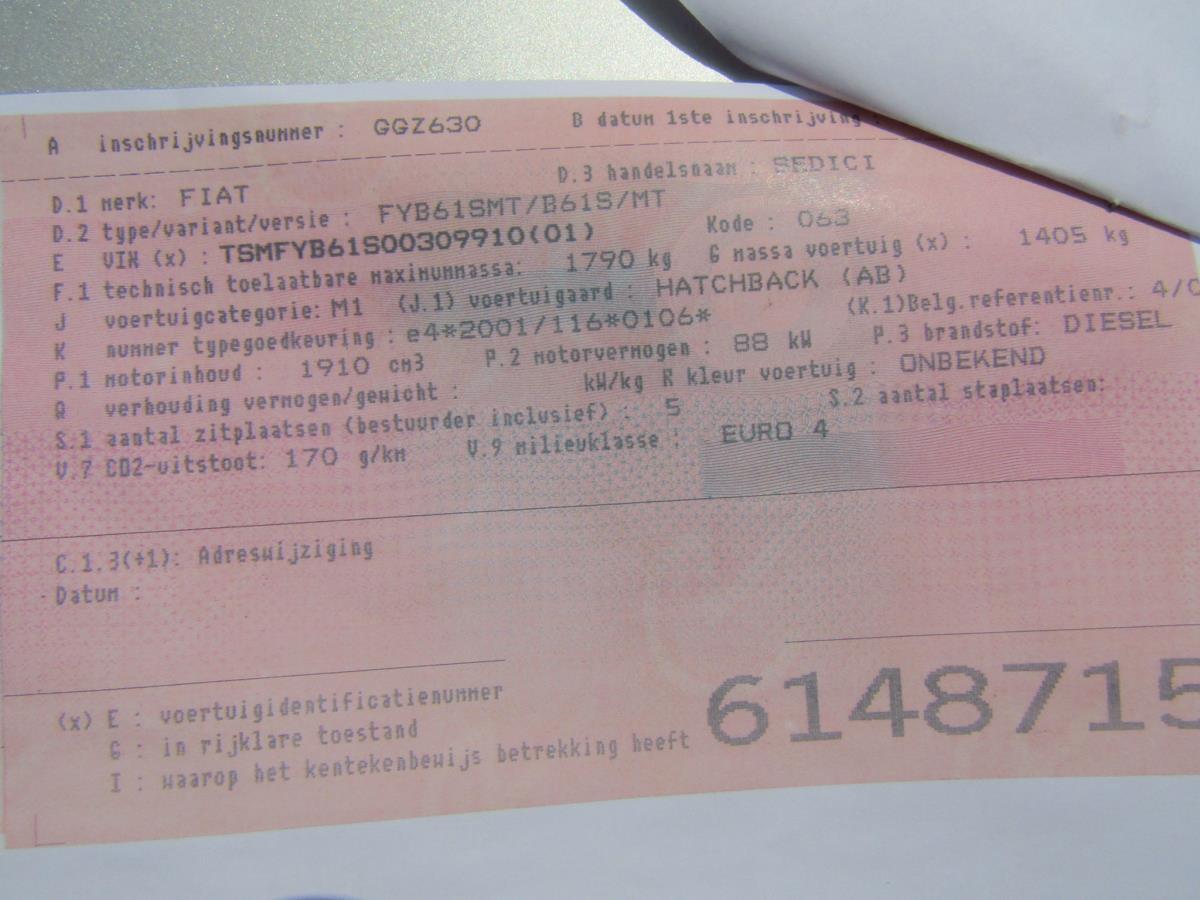 A inschrijvingsnummer : GGZ630 B datum 1ste inschrijving :
D.1 merk: FIAT D.3 handelsnaam : SEDICI
D.2 type/variant/versie : FYB61SMT/B61S/MT Kode : 063
E VIN (x) : TSMFYB61S00309910(01) G massa voertuig (x) : 1405 kg
F.1 technisch toelaatbare maximummassa: 1790 kg
J voertuigcategorie: M1 (J.1) voertuigaard : HATCHBACK (AB)
K nummer typegoedkeuring : e4*2001/116*0106* (K.1)Belg.referentienr.: 4/
P.1 motorinhoud : 1910 cm3 P.2 motorvermogen : 88 kW P.3 brandstof: DIESEL
Q verhouding vermogen/gewicht : kW/kg R kleur voertuig : ONBEKEND
S.1 aantal zitplaatsen (bestuurder inclusief) : 5 S.2 aantal staplaatsen:
V.7 CO2-uitstoot: 170 g/km V.9 milieuklasse : EURO 4
C.1.3(+1): Adreswijziging
Datum :
(x) E : voertuigidentificatienummer
G : in rijklare toestand
I : waarop het kentekenbewijs betrekking heeft
6148715